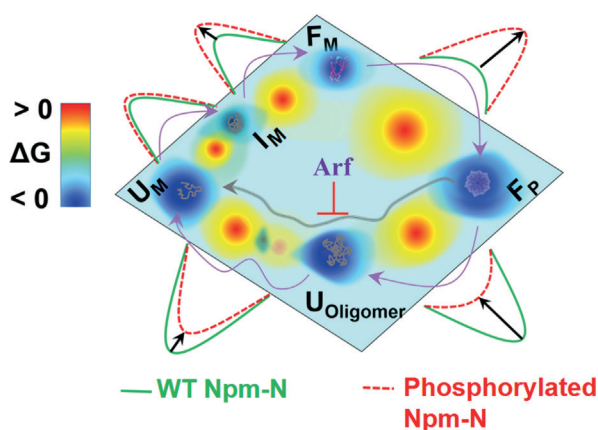 F_M
> 0
ΔG
< 0
I_M
U_M
Arf
F_P
U_Oligomer
WT Npm-N
Phosphorylated
Npm-N